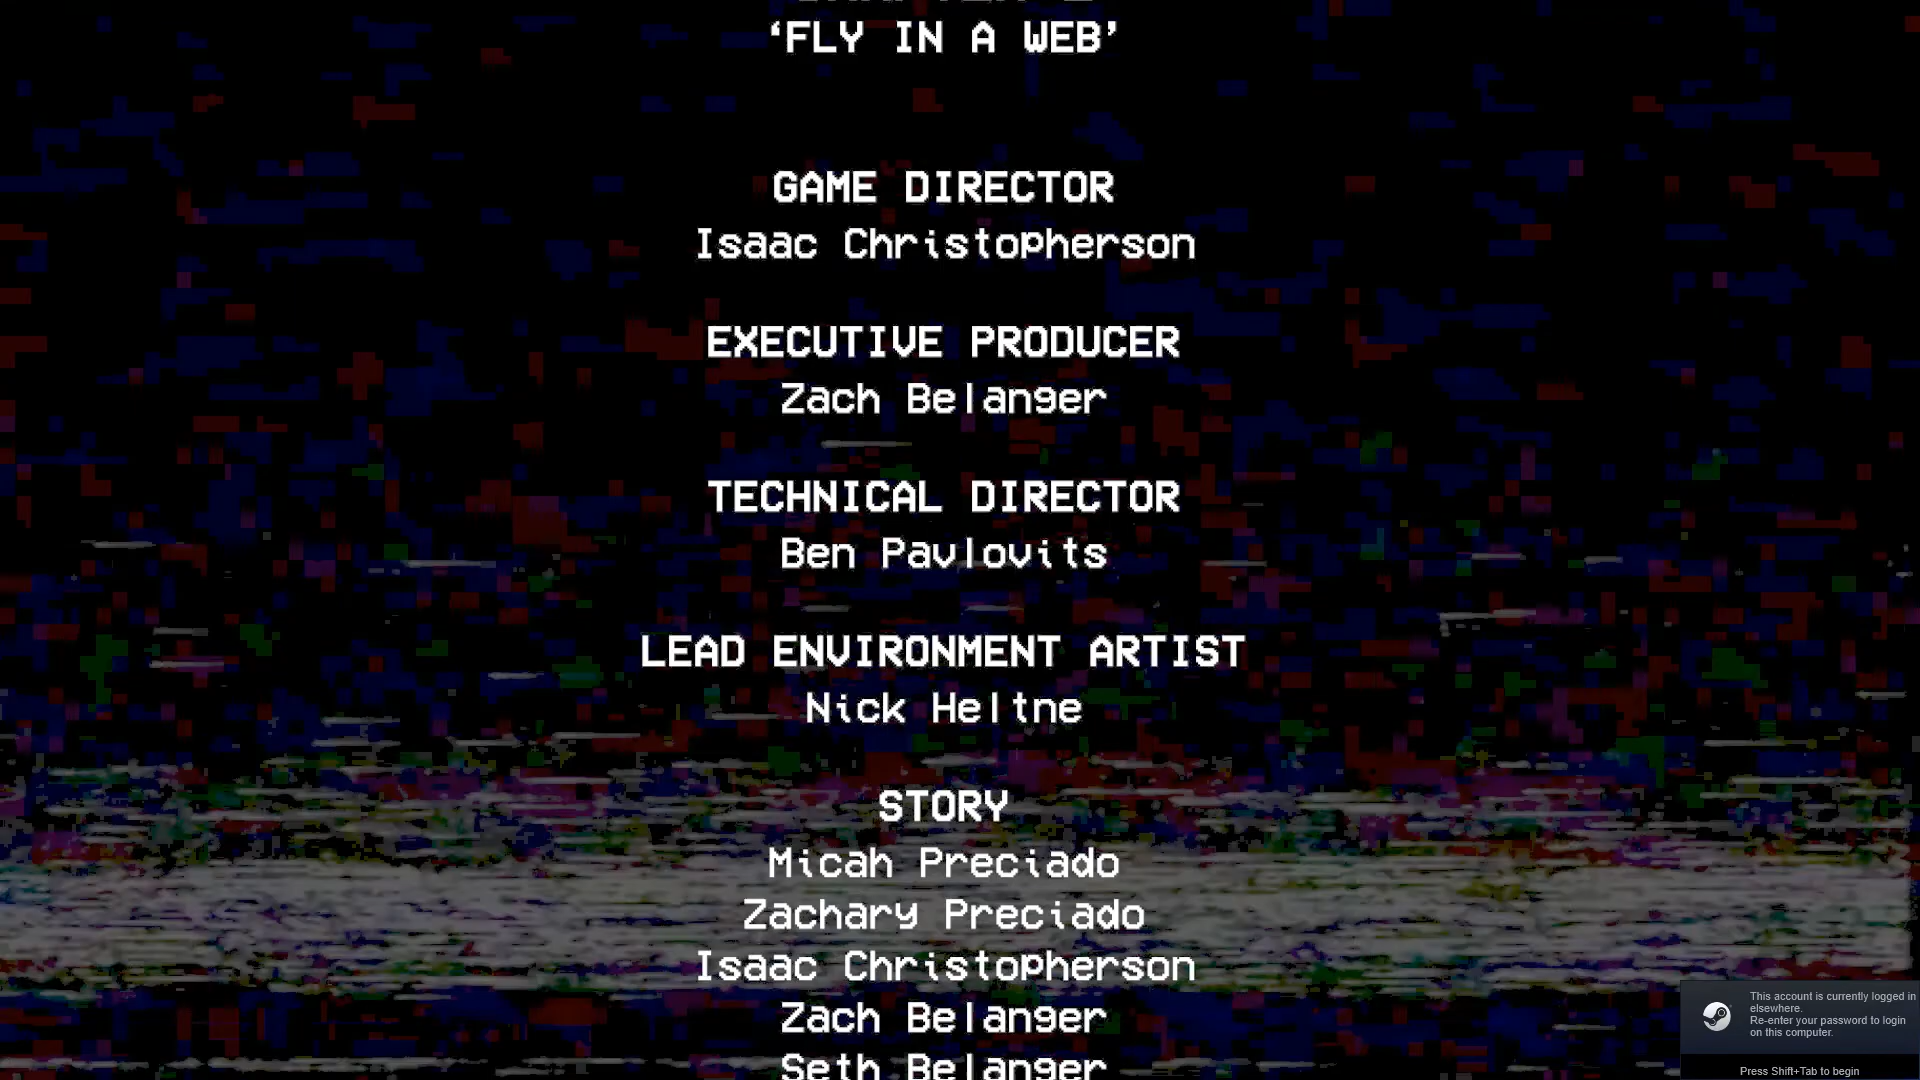 ‘FLY IN A WEB’
GAME DIRECTOR
Isaac Christopherson
EXECUTIVE PRODUCER
Zach Belanger
TECHNICAL DIRECTOR
Ben Pavlovits
LEAD ENVIRONMENT ARTIST
Nick Heltne
STORY
Micah Preciado
Zachary Preciado
Isaac Christopherson
Zach Belanger
Seth Belanger
This account is currently logged in
elsewhere.
Re-enter your password to login
on this computer.
Press Shift+Tab to begin